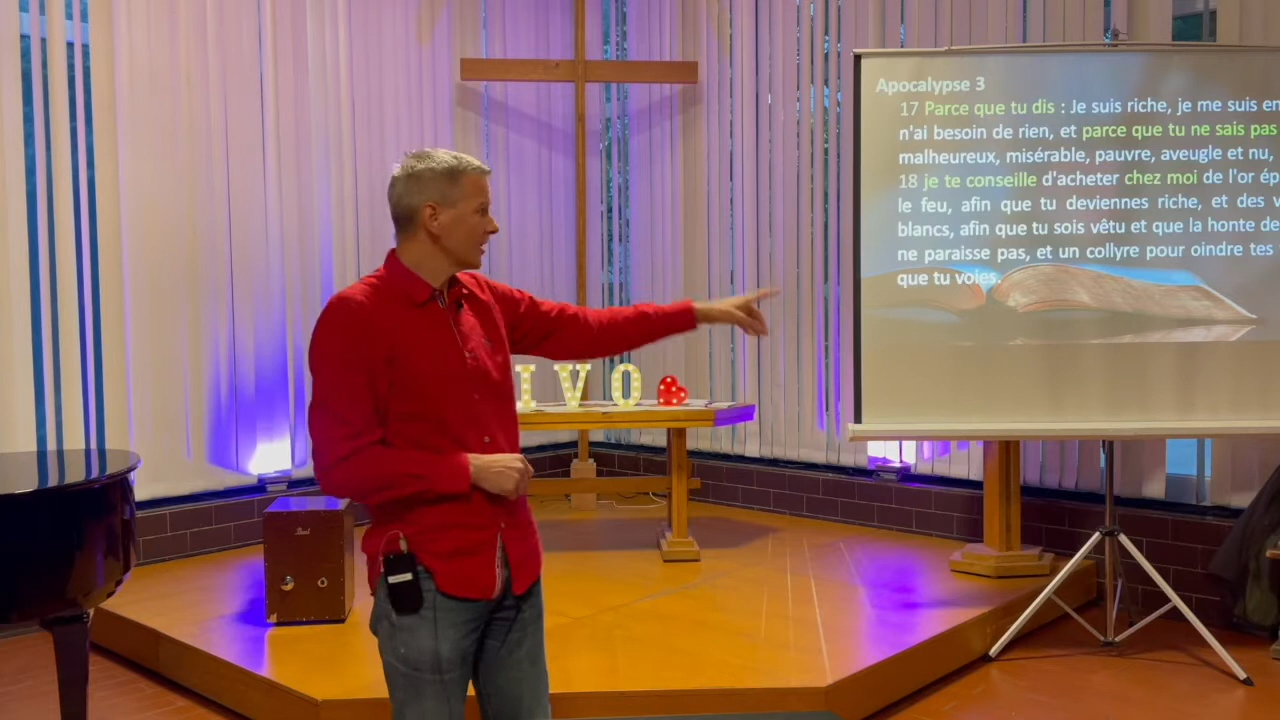 Apocalypse 3
17 Parce que tu dis : Je suis riche, je me suis en
n'ai besoin de rien, et parce que tu ne sais pas
malheureux, misérable, pauvre, aveugle et nu,
18 je te conseille d'acheter chez moi de l'or ép
le feu, afin que tu deviennes riche, et des v
blancs, afin que tu sois vêtu et que la honte de
ne paraisse pas, et un collyre pour oindre tes
que tu voies.
IVO